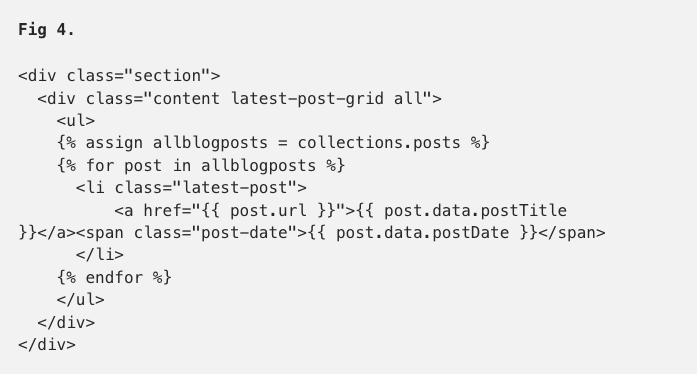 Fig 4.
<div class="section">
  <div class="content latest-post-grid all">
    <ul>
    {% assign allblogposts = collections.posts %}
    {% for post in allblogposts %}
      <li class="latest-post">
          <a href="{{ post.url }}">{{ post.data.postTitle
}}</a><span class="post-date">{{ post.data.postDate }}</span>
      </li>
    {% endfor %}
    </ul>
  </div>
</div>